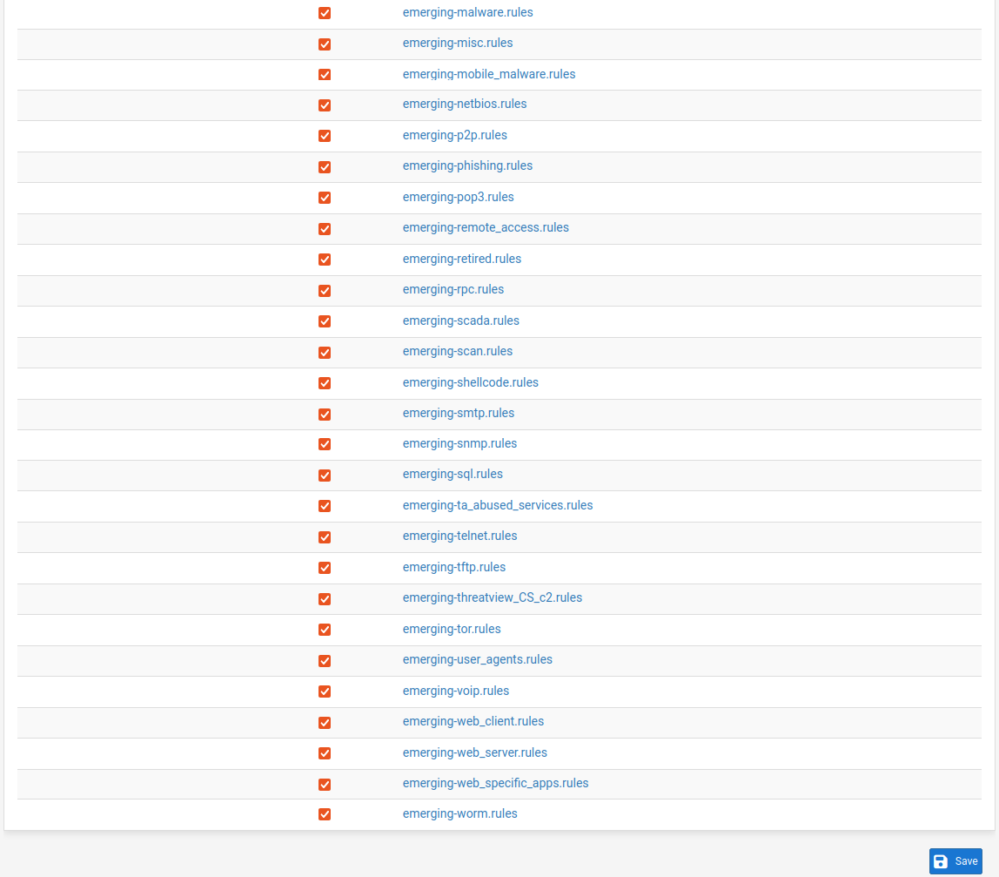 emerging-malware.rules
emerging-misc.rules
emerging-mobile_malware.rules
emerging-netbios.rules
emerging-p2p.rules
emerging-phishing.rules
emerging-pop3.rules
emerging-remote_access.rules
emerging-retired.rules
emerging-rpc.rules
emerging-scada.rules
emerging-scan.rules
emerging-shellcode.rules
emerging-smtp.rules
emerging-snmp.rules
emerging-sql.rules
emerging-ta_abused_services.rules
emerging-telnet.rules
emerging-tftp.rules
emerging-threatview_CS_c2.rules
emerging-tor.rules
emerging-user_agents.rules
emerging-voip.rules
emerging-web_client.rules
emerging-web_server.rules
emerging-web_specific_apps.rules
emerging-worm.rules
Save